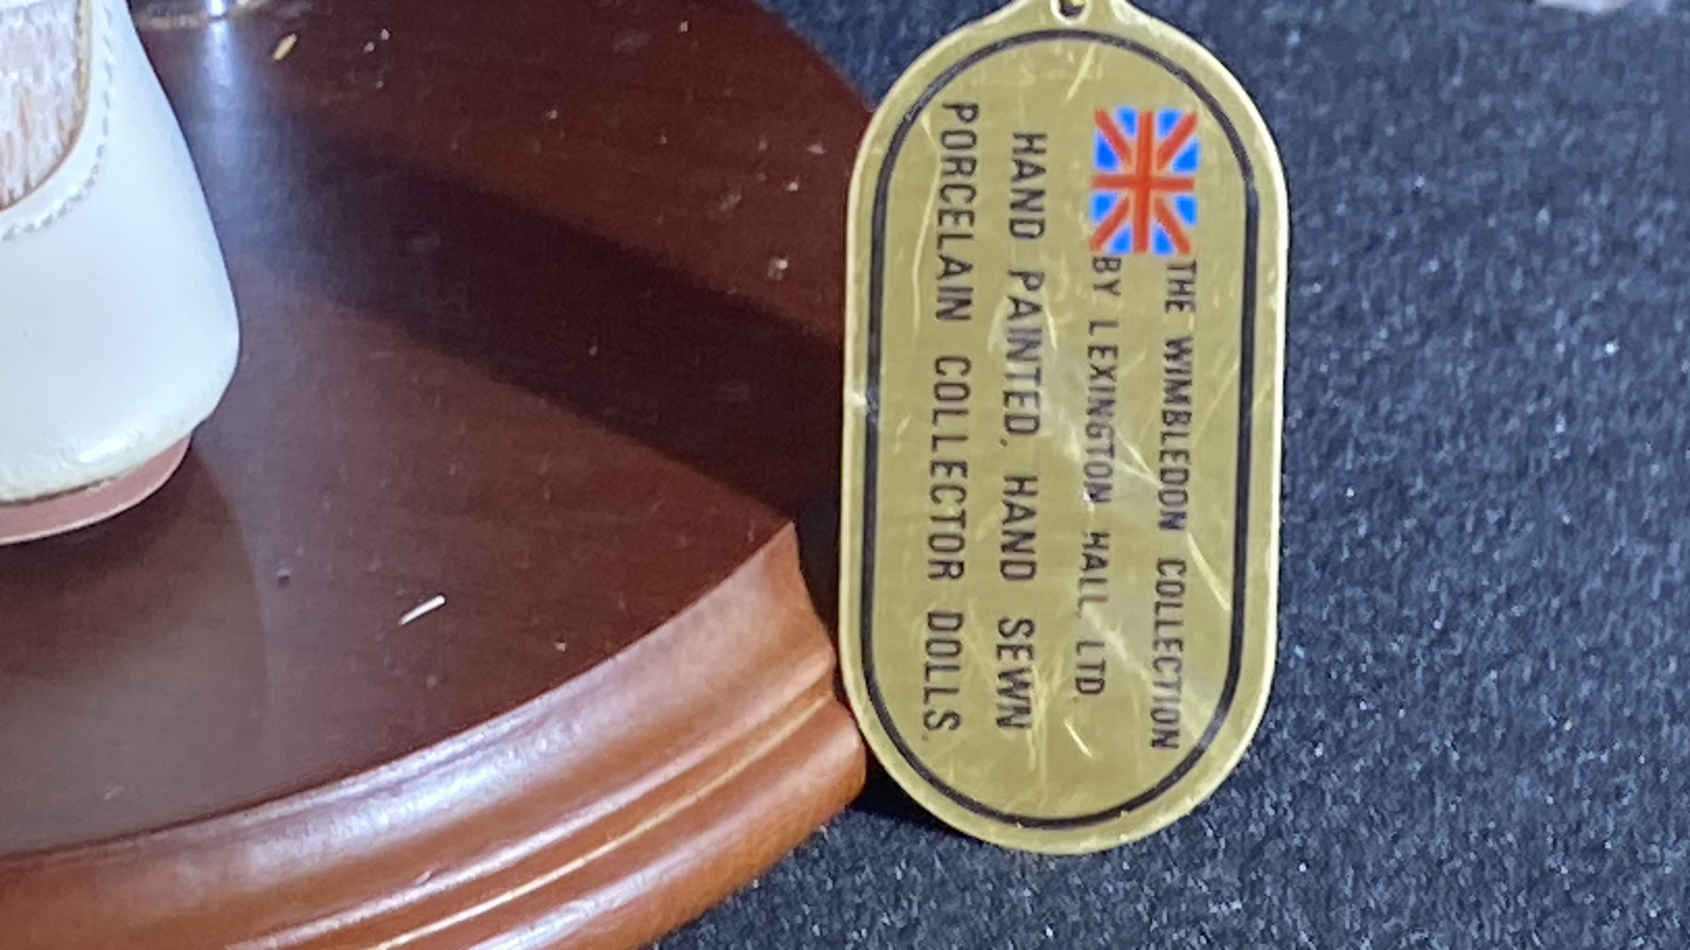 THE WIMBLEDON COLLECTION
BY LEXINGTON HALL, LTD.
HAND PAINTED, HAND SEWN
PORCELAIN COLLECTOR DOLLS.